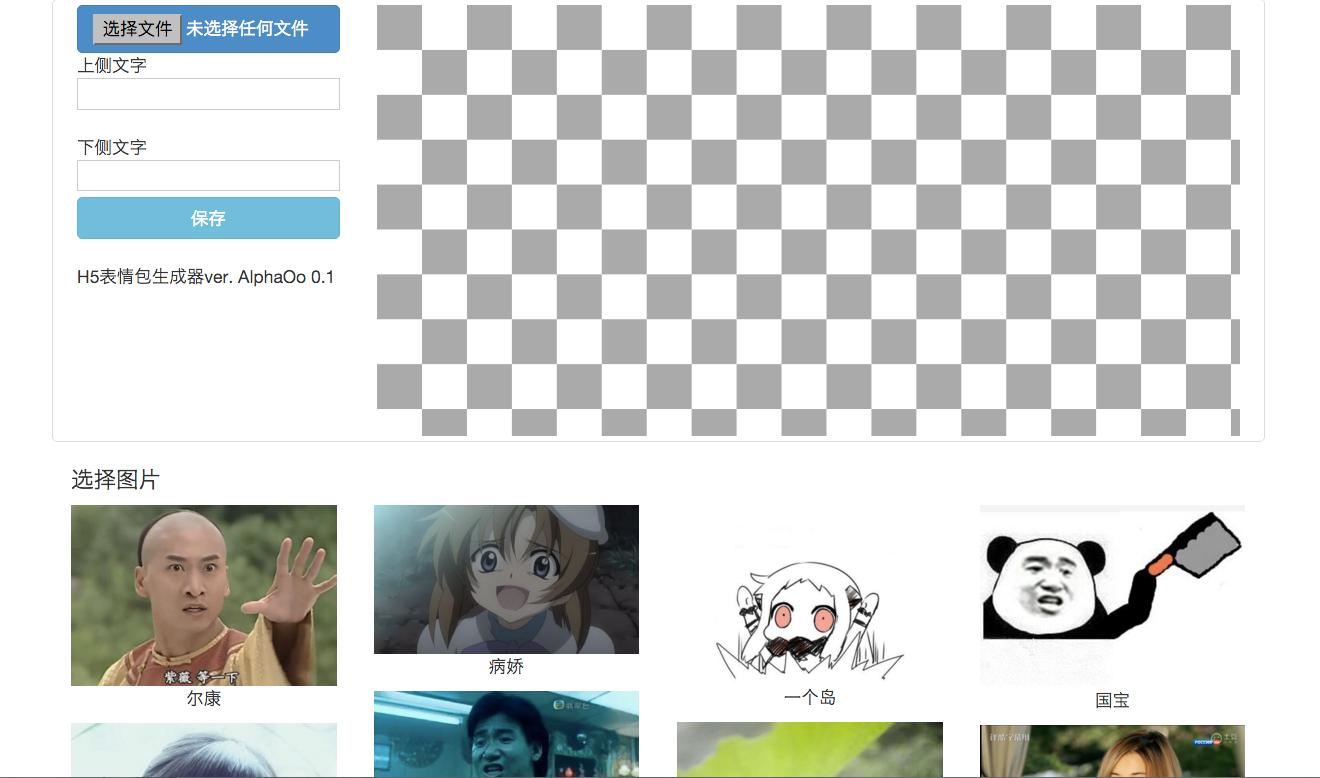 选择文件 未选择任何文件
上侧文字
下侧文字
保存
H5表情包生成器ver. AlphaOo 0.1
选择图片
紫薇 等一下
尔康
病娇
一个岛
国宝